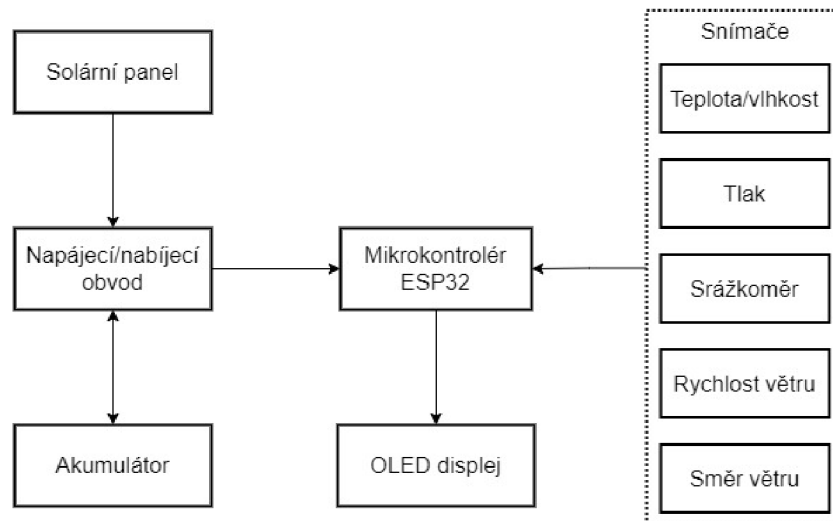 Solární panel
Napájecí/nabíjecí
obvod
Akumulátor
Mikrokontrolér
ESP32
OLED displej
Snímače
Teplota/vlhkost
Tlak
Srážkoměr
Rychlost větru
Směr větru